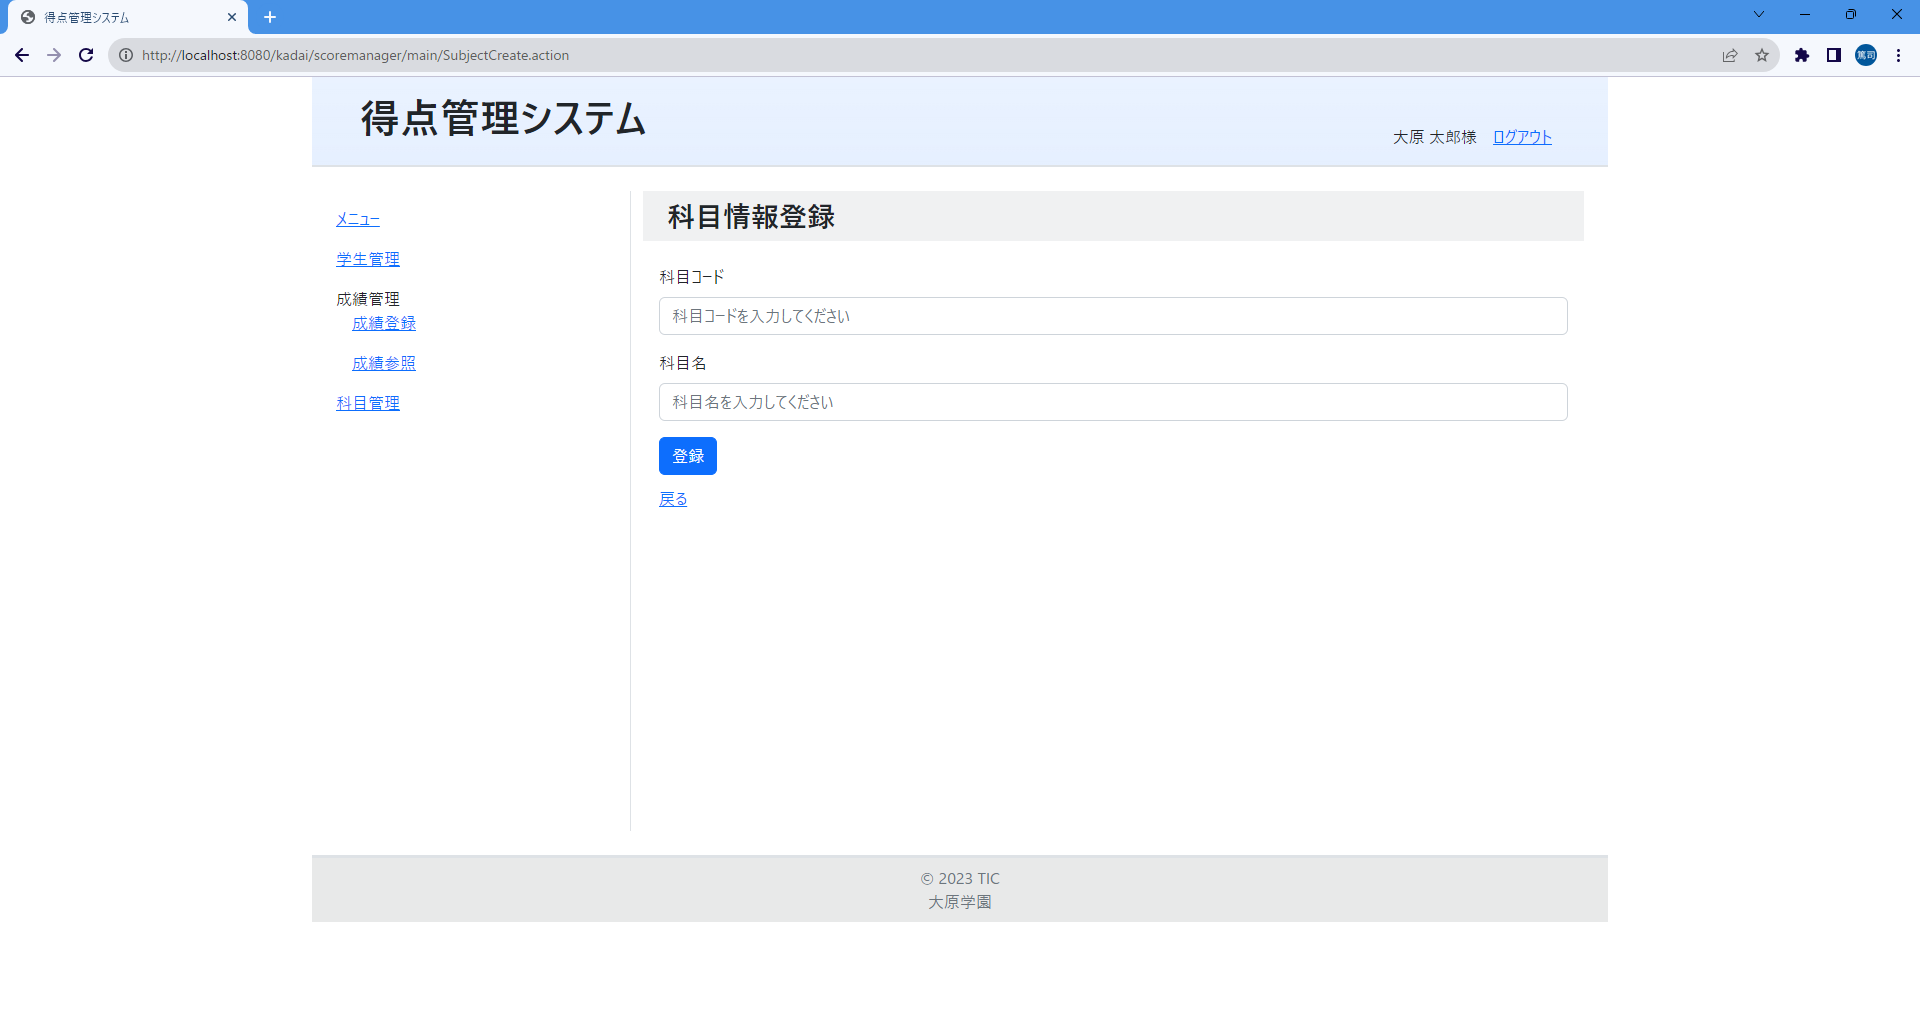 得点管理システム
http://localhost:8080/kadai/scoremanager/main/SubjectCreate.action
篤司
得点管理システム
大原 太郎様 ログアウト
メニュー
学生管理
成績管理
成績登録
成績参照
科目管理
科目情報登録
科目コード
科目コードを入力してください
科目名
科目名を入力してください
登録
戻る
© 2023 TIC
大原学園